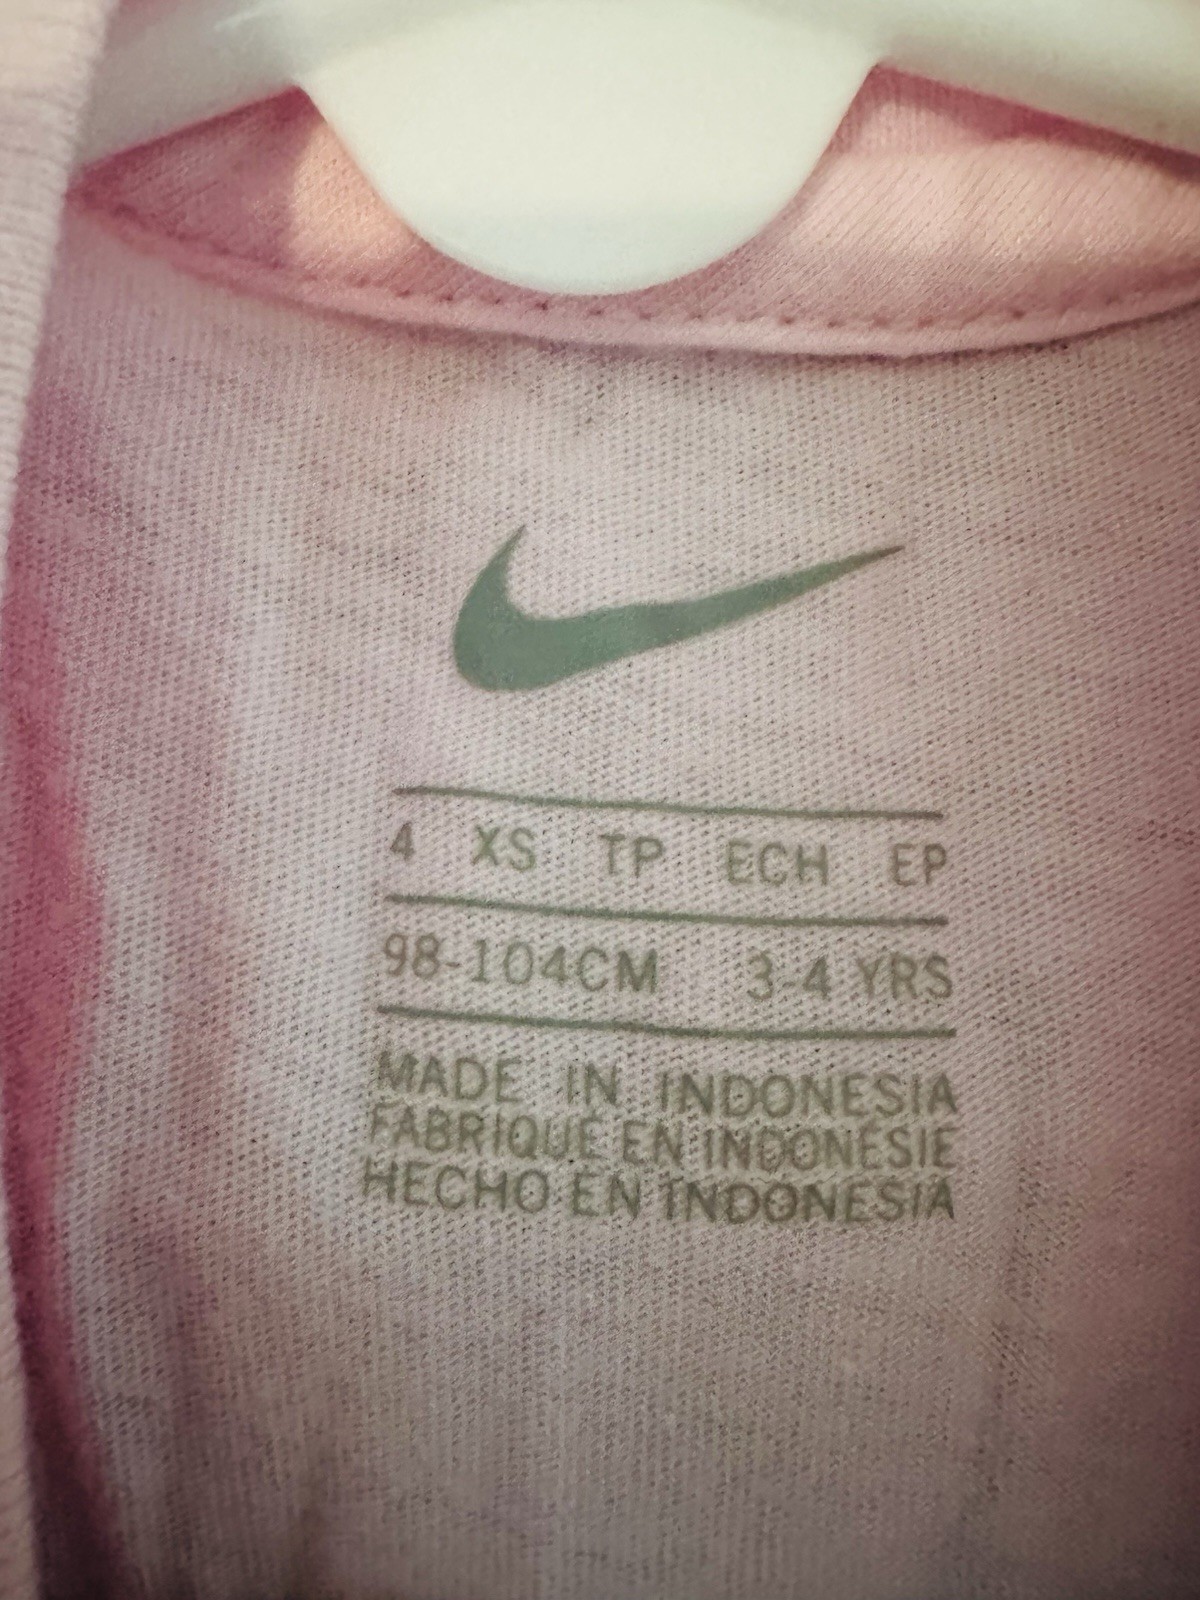 4 XS TP ECH EP
98-104CM 3-4 YRS
MADE IN INDONESIA
FABRIQUÉ EN INDONÉSIE
HECHO EN INDONESIA